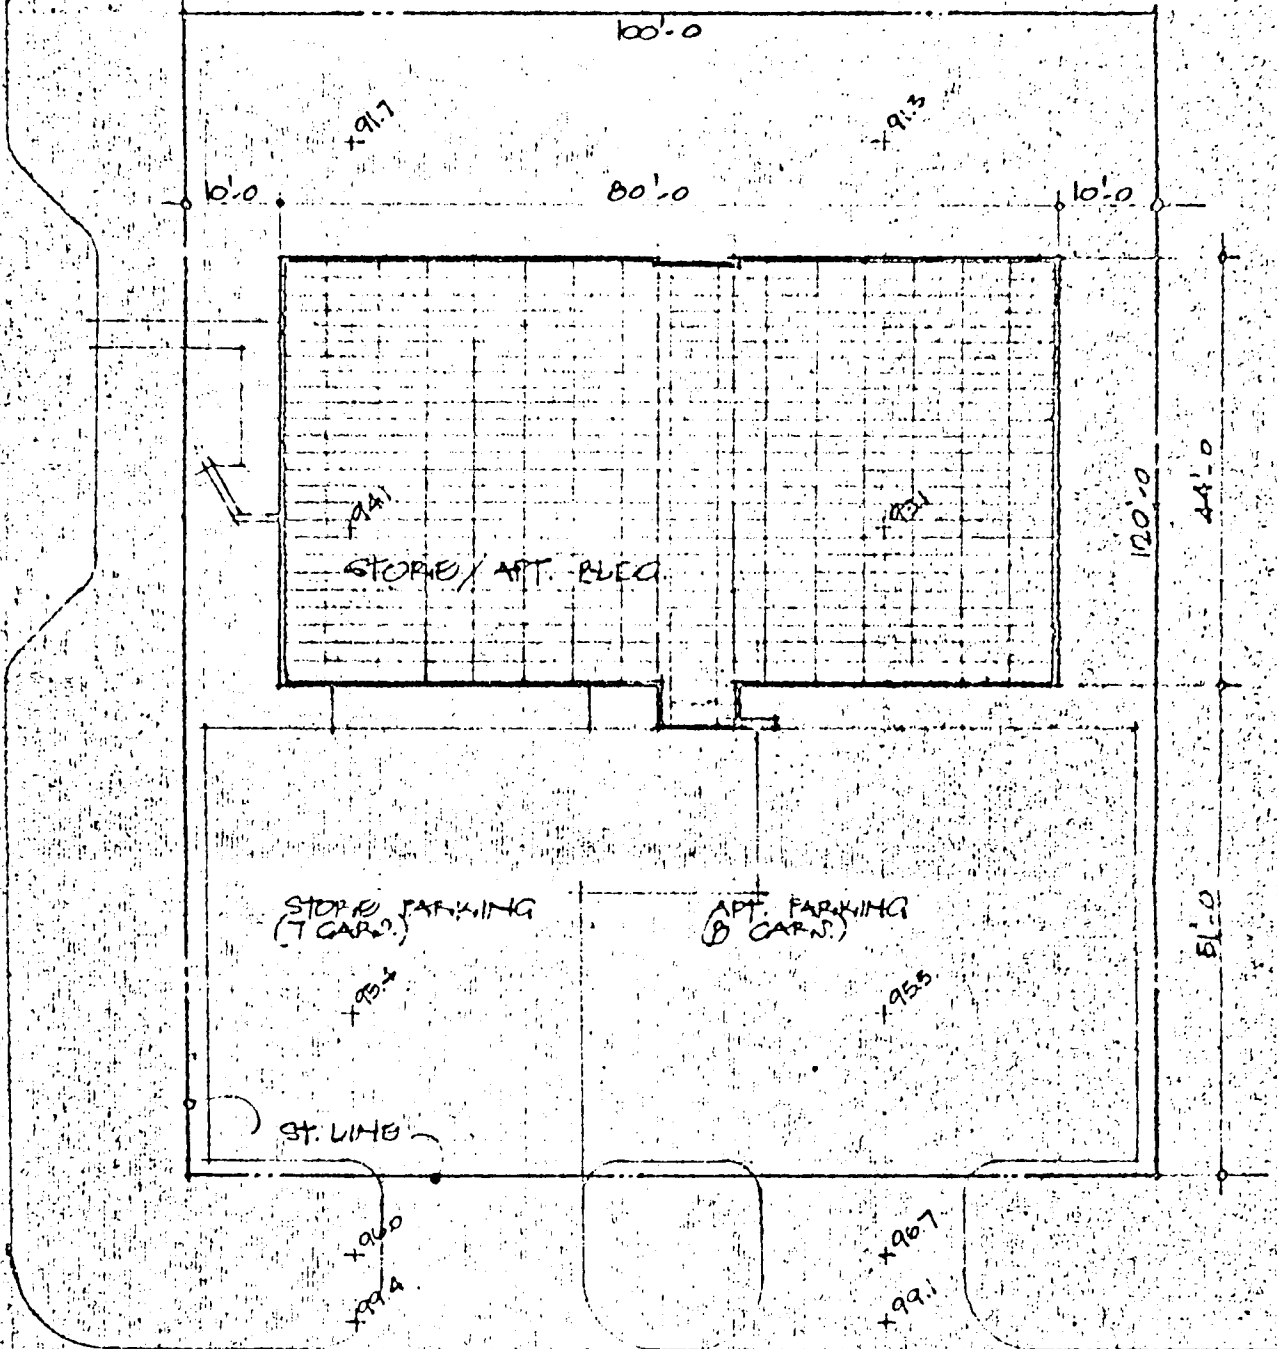 100'-0
91.7
91.3
10'-0
80'-0
10'-0
94.1
93.1
120'-0
44'-0
STORE/ APT. BLDG.
STORE PARKING
(7 CARS.)
APT. PARKING
(8 CARS.)
51'-0
95.4
95.5
ST. LINE
96.0
96.7
99.4
99.1